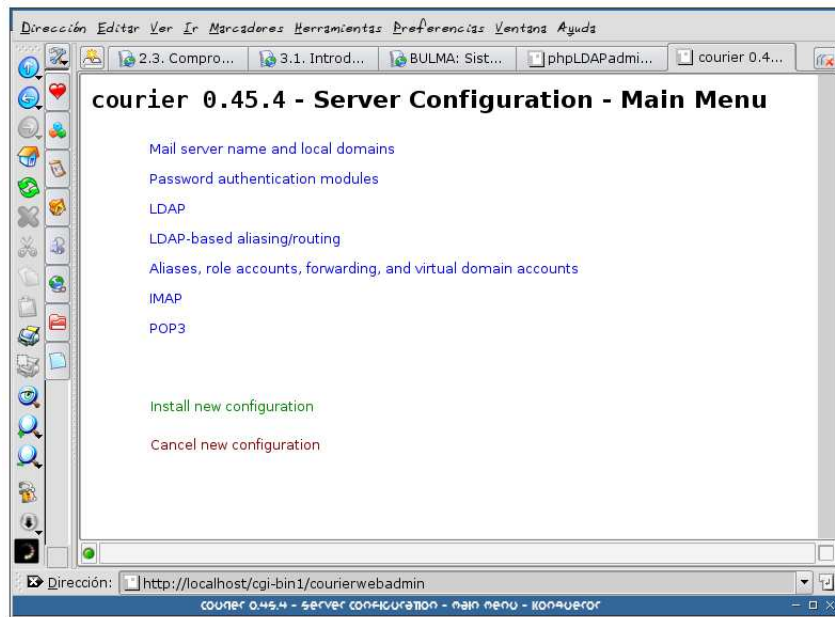 Dirección Editar Ver Ir Marcadores Herramientas Preferencias Ventana Ayuda
2.3. Compro... 3.1. Introd... BULMA: Sist... phpLDAPadmi... courier 0.4...
courier 0.45.4 - Server Configuration - Main Menu
Mail server name and local domains
Password authentication modules
LDAP
LDAP-based aliasing/routing
Aliases, role accounts, forwarding, and virtual domain accounts
IMAP
POP3
Install new configuration
Cancel new configuration
Dirección: http://localhost/cgi-bin1/courierwebadmin
courier 0.45.4 - Server Configuration - Main Menu - Konqueror